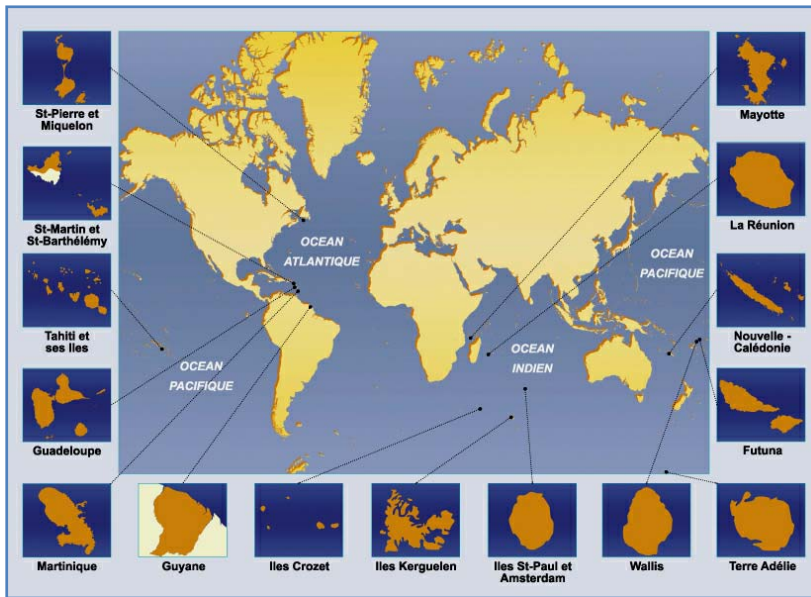 St-Pierre et
Miquelon
Mayotte
St-Martin et
St-Barthélémy
La Réunion
OCEAN
ATLANTIQUE
OCEAN
PACIFIQUE
Tahiti et
ses Iles
OCEAN
PACIFIQUE
OCEAN
INDIEN
Nouvelle -
Calédonie
Guadeloupe
Futuna
Martinique
Guyane
Iles Crozet
Iles Kerguelen
Iles St-Paul et
Amsterdam
Wallis
Terre Adélie